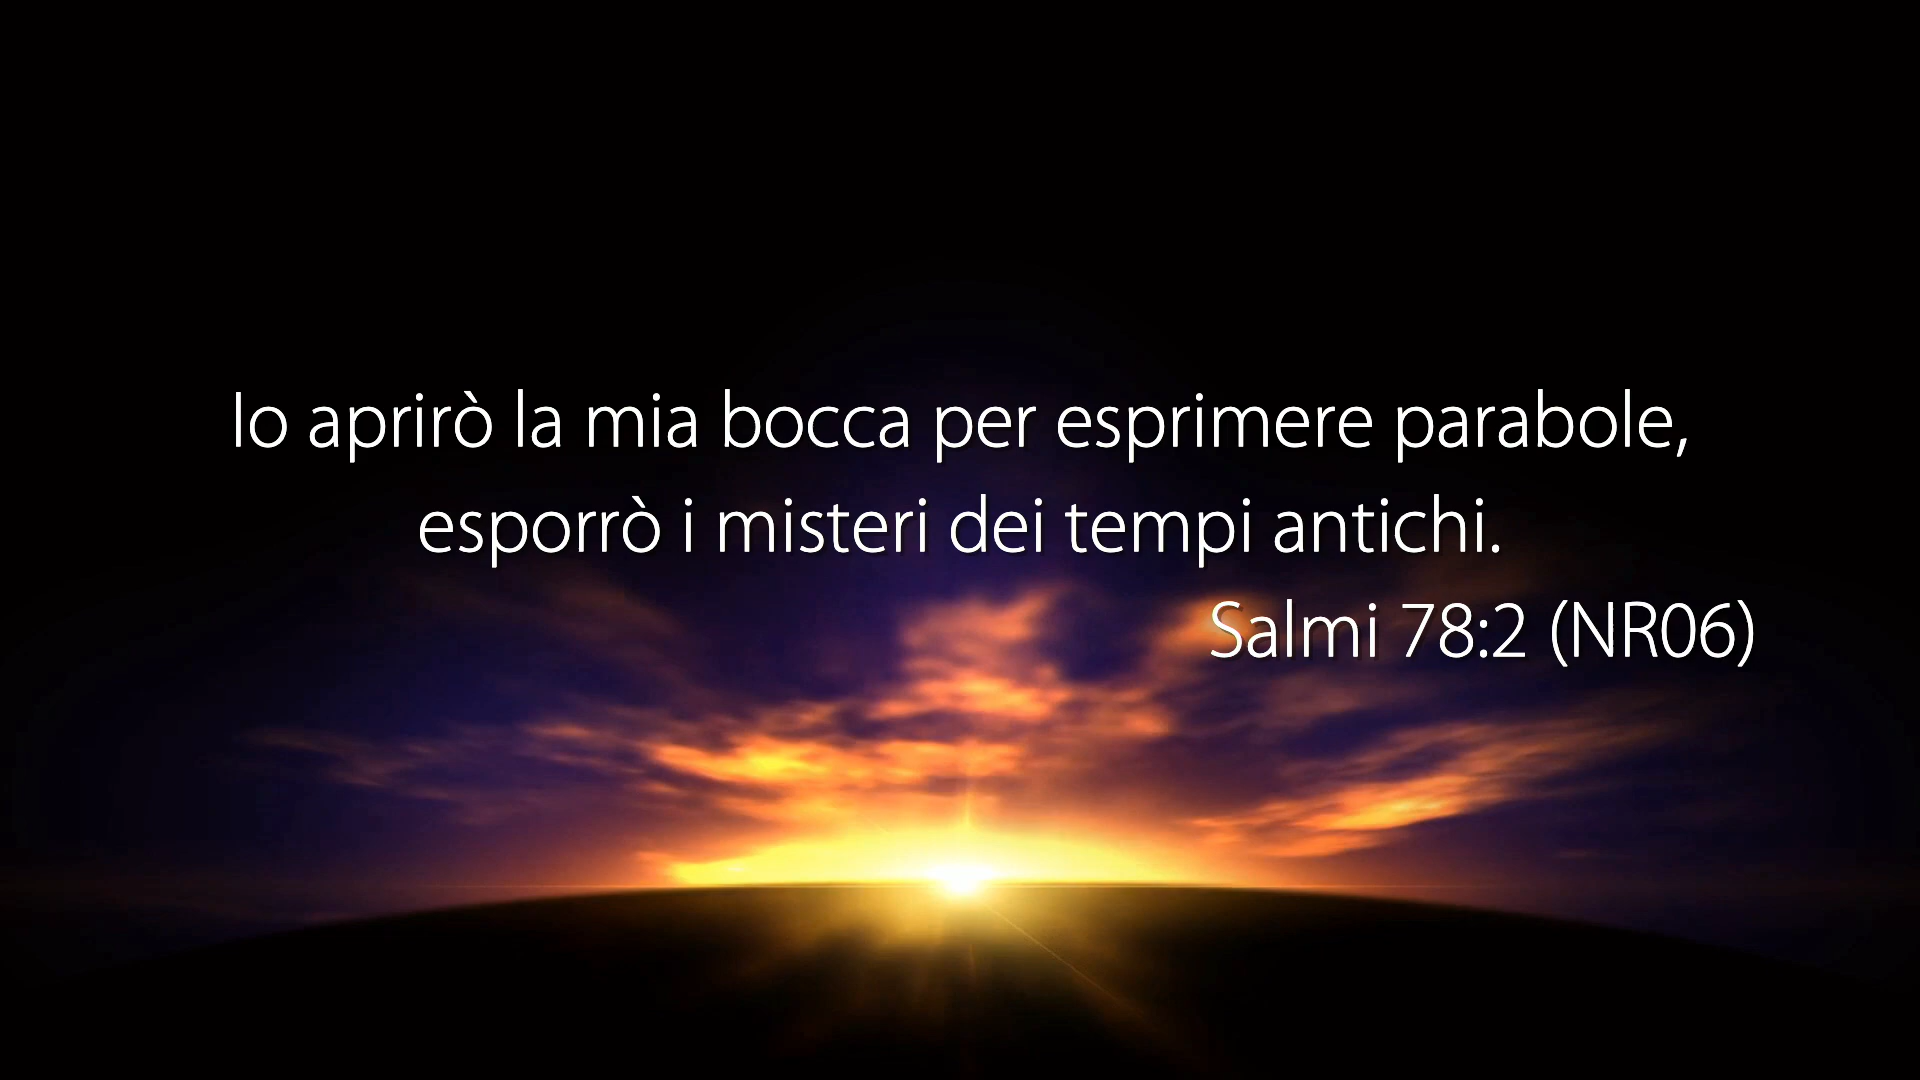 Io aprirò la mia bocca per esprimere parabole,
esporrò i misteri dei tempi antichi.
Salmi 78:2 (NR06)